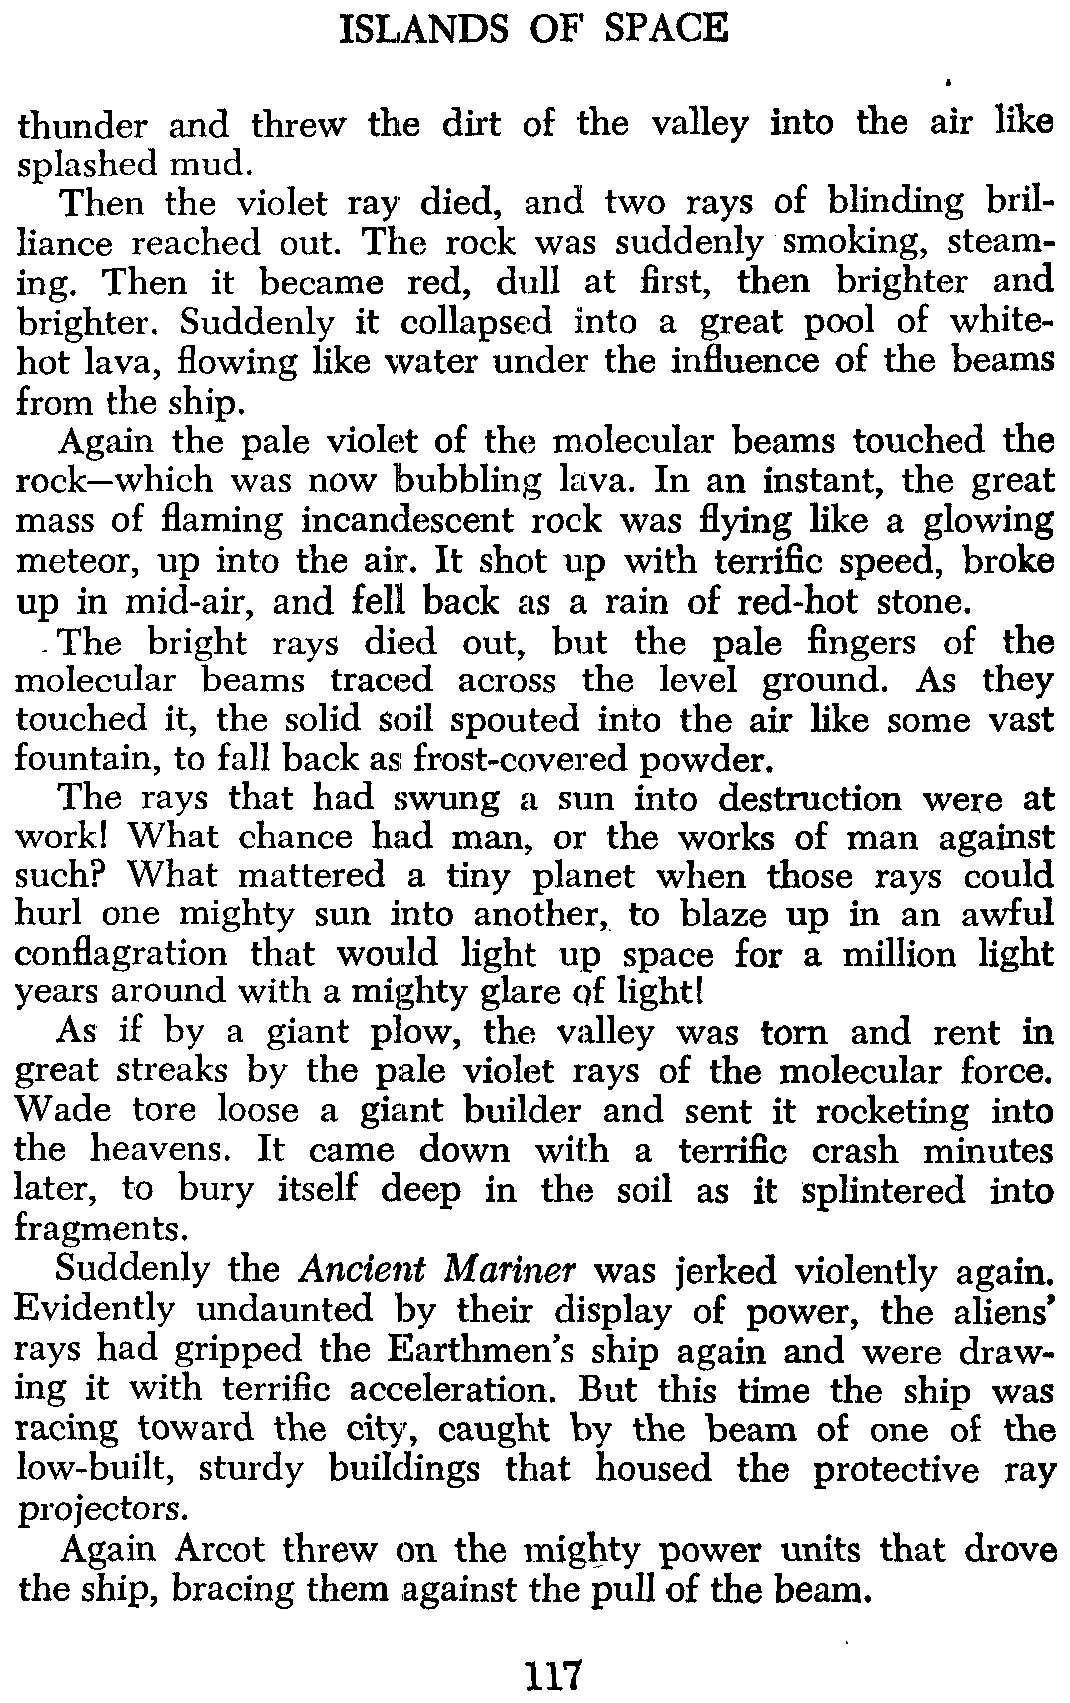 ISLANDS OF SPACE
thunder and threw the dirt of the valley into the air like
splashed mud.
Then the violet ray died, and two rays of blinding bril-
liance reached out. The rock was suddenly smoking, steam-
ing. Then it became red, dull at first, then brighter and
brighter. Suddenly it collapsed into a great pool of white-
hot lava, flowing like water under the influence of the beams
from the ship.
Again the pale violet of the molecular beams touched the
rock—which was now bubbling lava. In an instant, the great
mass of flaming incandescent rock was flying like a glowing
meteor, up into the air. It shot up with terrific speed, broke
up in mid-air, and fell back as a rain of red-hot stone.
The bright rays died out, but the pale fingers of the
molecular beams traced across the level ground. As they
touched it, the solid soil spouted into the air like some vast
fountain, to fall back as frost-covered powder.
The rays that had swung a sun into destruction were at
work! What chance had man, or the works of man against
such? What mattered a tiny planet when those rays could
hurl one mighty sun into another, to blaze up in an awful
conflagration that would light up space for a million light
years around with a mighty glare of light!
As if by a giant plow, the valley was torn and rent in
great streaks by the pale violet rays of the molecular force.
Wade tore loose a giant builder and sent it rocketing into
the heavens. It came down with a terrific crash minutes
later, to bury itself deep in the soil as it splintered into
fragments.
Suddenly the Ancient Mariner was jerked violently again.
Evidently undaunted by their display of power, the aliens'
rays had gripped the Earthmen's ship again and were draw-
ing it with terrific acceleration. But this time the ship was
racing toward the city, caught by the beam of one of the
low-built, sturdy buildings that housed the protective ray
projectors.
Again Arcot threw on the mighty power units that drove
the ship, bracing them against the pull of the beam.
117